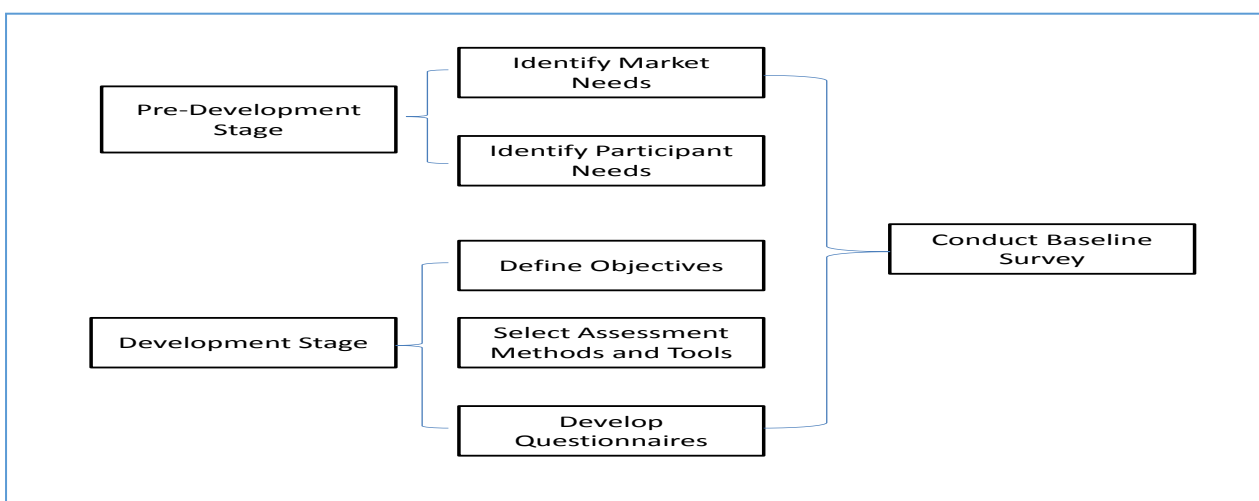 Pre-Development
Stage
Identify Market
Needs
Identify Participant
Needs
Development Stage
Define Objectives
Select Assessment
Methods and Tools
Develop
Questionnaires
Conduct Baseline
Survey